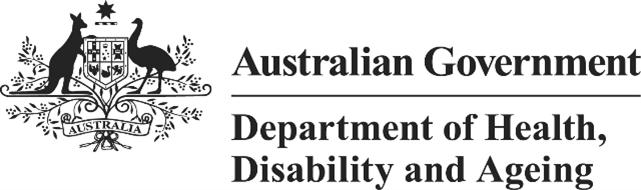 AUSTRALIA
Australian Government
Department of Health,
Disability and Ageing